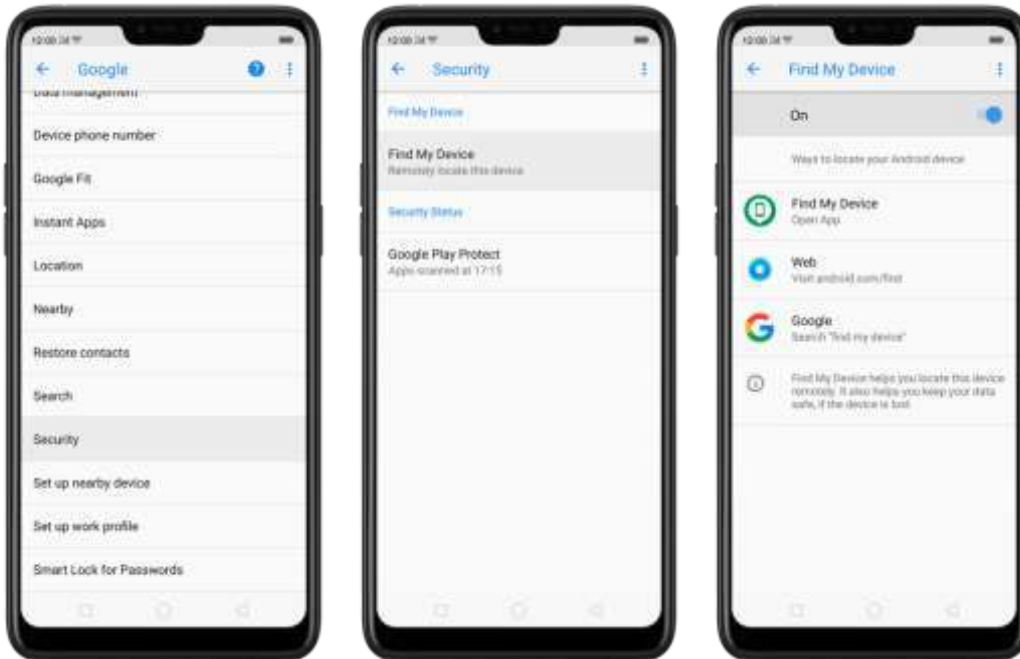 Google
Data management
Device phone number
Google Fit
Instant Apps
Location
Nearby
Restore contacts
Search
Security
Set up nearby device
Set up work profile
Smart Lock for Passwords
Security
Find My Device
Find My Device
Remotely locate this device
Security Status
Google Play Protect
Apps scanned at 17:15
Find My Device
On
Ways to locate your Android device
Find My Device
Open App
Web
Visit android.com/find
Google
Search "find my device"
Find My Device helps you locate this device
remotely. It also helps you keep your data
safe, if the device is lost.